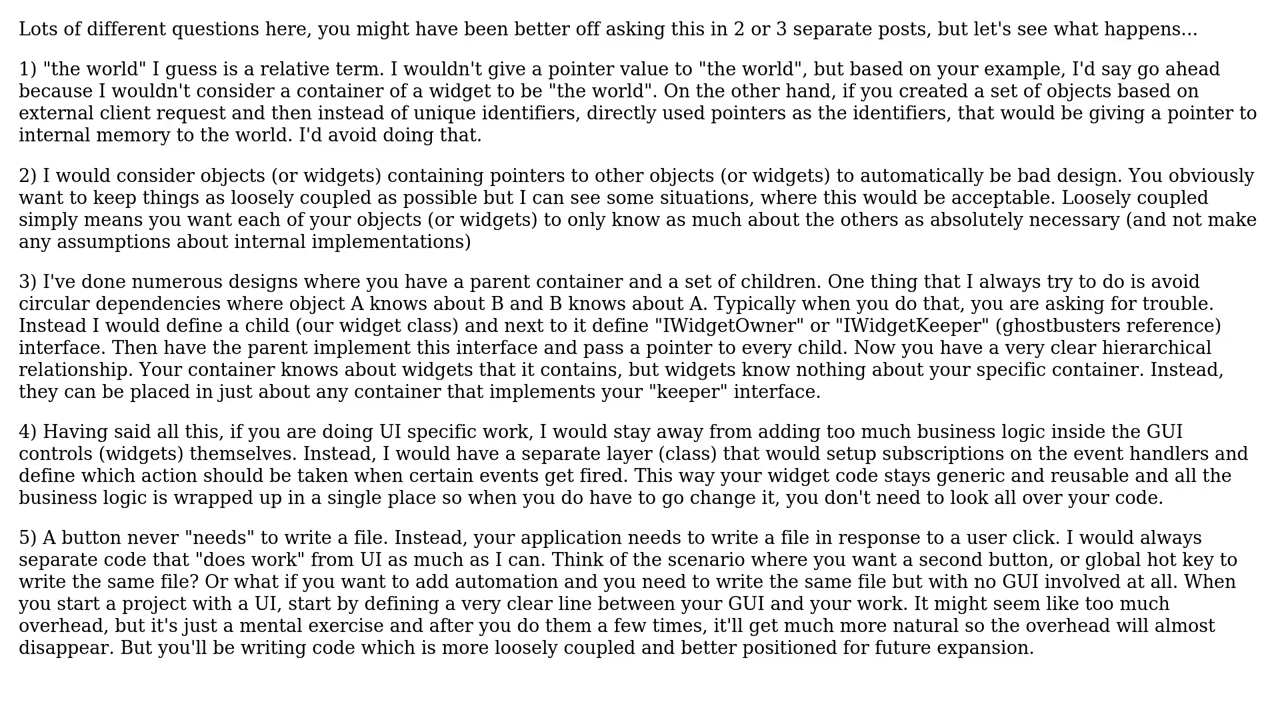 Lots of different questions here, you might have been better off asking this in 2 or 3 separate posts, but let's see what happens...
1) "the world" I guess is a relative term. I wouldn't give a pointer value to "the world", but based on your example, I'd say go ahead
because I wouldn't consider a container of a widget to be "the world". On the other hand, if you created a set of objects based on
external client request and then instead of unique identifiers, directly used pointers as the identifiers, that would be giving a pointer to
internal memory to the world. I'd avoid doing that.
2) I would consider objects (or widgets) containing pointers to other objects (or widgets) to automatically be bad design. You obviously
want to keep things as loosely coupled as possible but I can see some situations, where this would be acceptable. Loosely coupled
simply means you want each of your objects (or widgets) to only know as much about the others as absolutely necessary (and not make
any assumptions about internal implementations)
3) I've done numerous designs where you have a parent container and a set of children. One thing that I always try to do is avoid
circular dependencies where object A knows about B and B knows about A. Typically when you do that, you are asking for trouble.
Instead I would define a child (our widget class) and next to it define "IWidgetOwner" or "IWidgetKeeper" (ghostbusters reference)
interface. Then have the parent implement this interface and pass a pointer to every child. Now you have a very clear hierarchical
relationship. Your container knows about widgets that it contains, but widgets know nothing about your specific container. Instead,
they can be placed in just about any container that implements your "keeper" interface.
4) Having said all this, if you are doing UI specific work, I would stay away from adding too much business logic inside the GUI
controls (widgets) themselves. Instead, I would have a separate layer (class) that would setup subscriptions on the event handlers and
define which action should be taken when certain events get fired. This way your widget code stays generic and reusable and all the
business logic is wrapped up in a single place so when you do have to go change it, you don't need to look all over your code.
5) A button never "needs" to write a file. Instead, your application needs to write a file in response to a user click. I would always
separate code that "does work" from UI as much as I can. Think of the scenario where you want a second button, or global hot key to
write the same file? Or what if you want to add automation and you need to write the same file but with no GUI involved at all. When
you start a project with a UI, start by defining a very clear line between your GUI and your work. It might seem like too much
overhead, but it's just a mental exercise and after you do them a few times, it'll get much more natural so the overhead will almost
disappear. But you'll be writing code which is more loosely coupled and better positioned for future expansion.